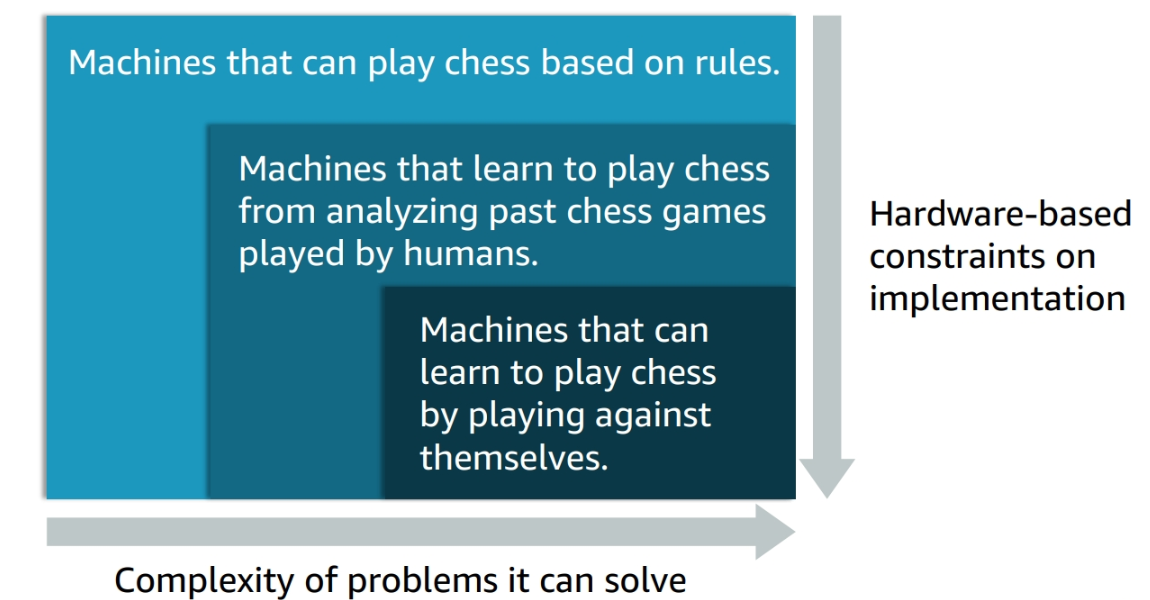 Machines that can play chess based on rules.
Machines that learn to play chess
from analyzing past chess games
played by humans.
Machines that can
learn to play chess
by playing against
themselves.
Hardware-based
constraints on
implementation
Complexity of problems it can solve